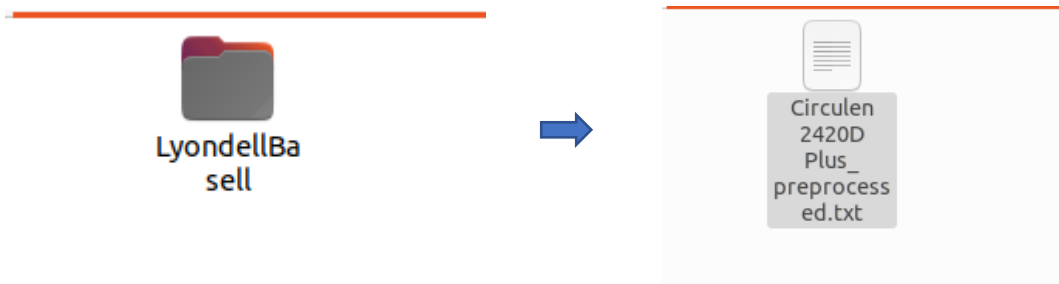 LyondellBa
sell
Circulen
2420D
Plus_
preprocess
ed.txt